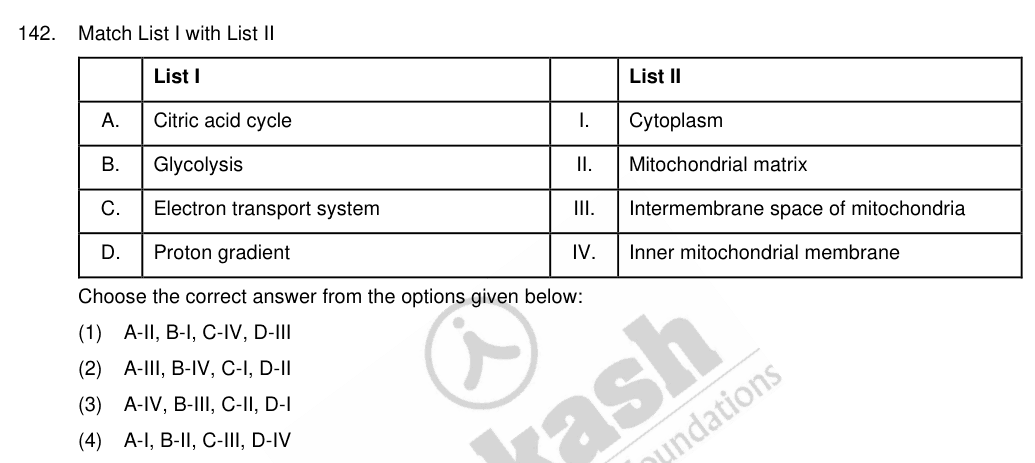 142. Match List I with List II
List I List II
A. Citric acid cycle I. Cytoplasm
B. Glycolysis II. Mitochondrial matrix
C. Electron transport system III. Intermembrane space of mitochondria
D. Proton gradient IV. Inner mitochondrial membrane
Choose the correct answer from the options given below:
(1) A-II, B-I, C-IV, D-III
(2) A-III, B-IV, C-I, D-II
(3) A-IV, B-III, C-II, D-I
(4) A-I, B-II, C-III, D-IV
kash
undations